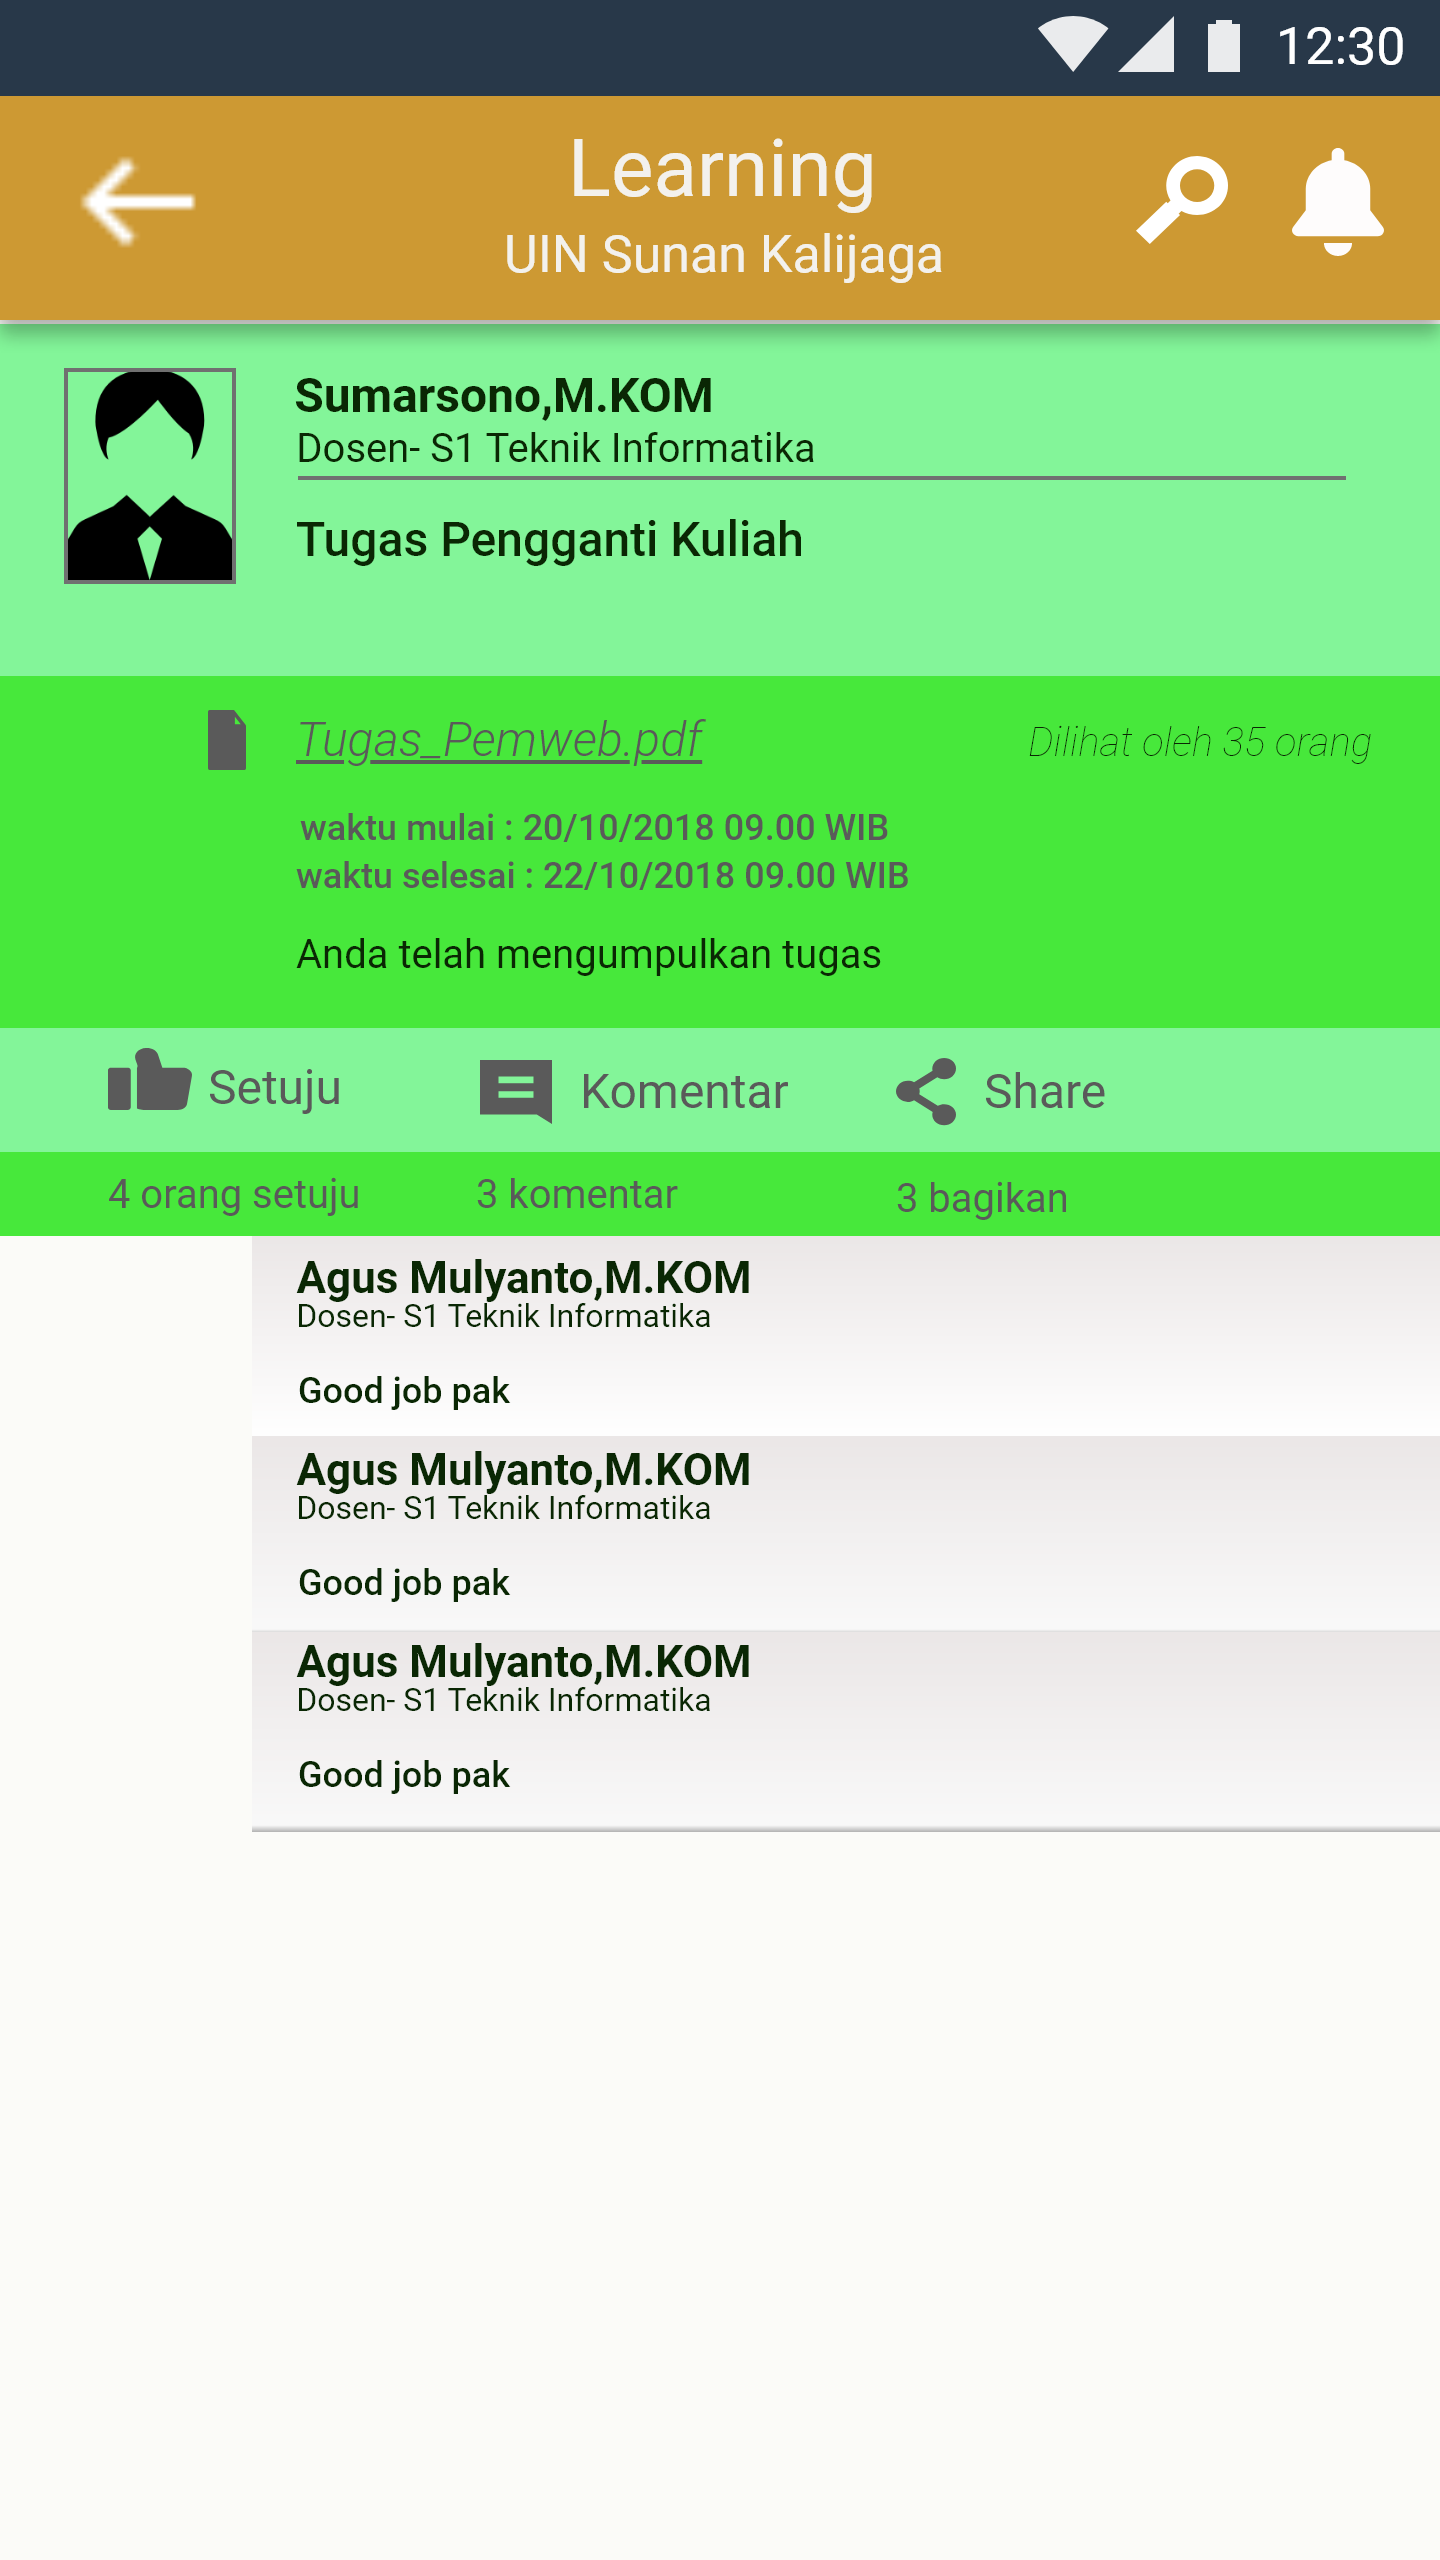 12:30
Learning
UIN Sunan Kalijaga
Sumarsono,M.KOM
Dosen- S1 Teknik Informatika
Tugas Pengganti Kuliah
Tugas_Pemweb.pdf
Dilihat oleh 35 orang
waktu mulai : 20/10/2018 09.00 WIB
waktu selesai : 22/10/2018 09.00 WIB
Anda telah mengumpulkan tugas
Setuju
Komentar
Share
4 orang setuju
3 komentar
3 bagikan
Agus Mulyanto,M.KOM
Dosen- S1 Teknik Informatika
Good job pak
Agus Mulyanto,M.KOM
Dosen- S1 Teknik Informatika
Good job pak
Agus Mulyanto,M.KOM
Dosen- S1 Teknik Informatika
Good job pak